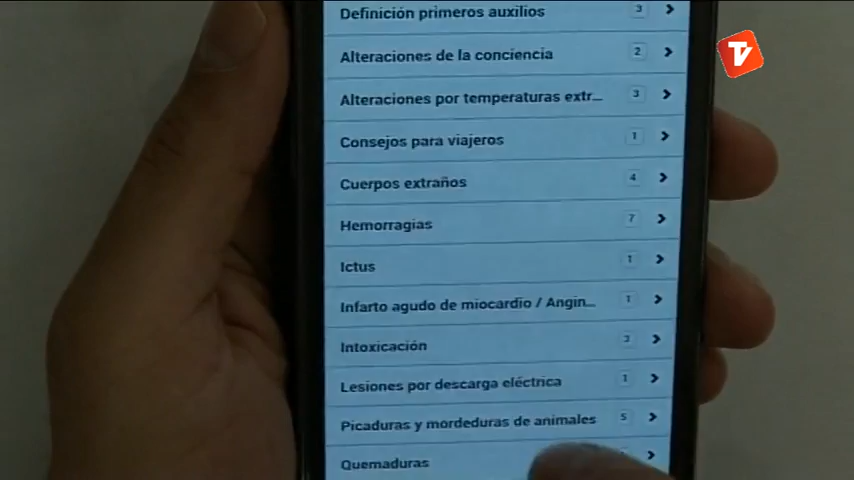 TV
Definición primeros auxilios 3
Alteraciones de la conciencia 2
Alteraciones por temperaturas extr... 3
Consejos para viajeros 1
Cuerpos extraños 4
Hemorragias 7
Ictus 1
Infarto agudo de miocardio / Angin... 1
Intoxicación 3
Lesiones por descarga eléctrica 1
Picaduras y mordeduras de animales 5
Quemaduras